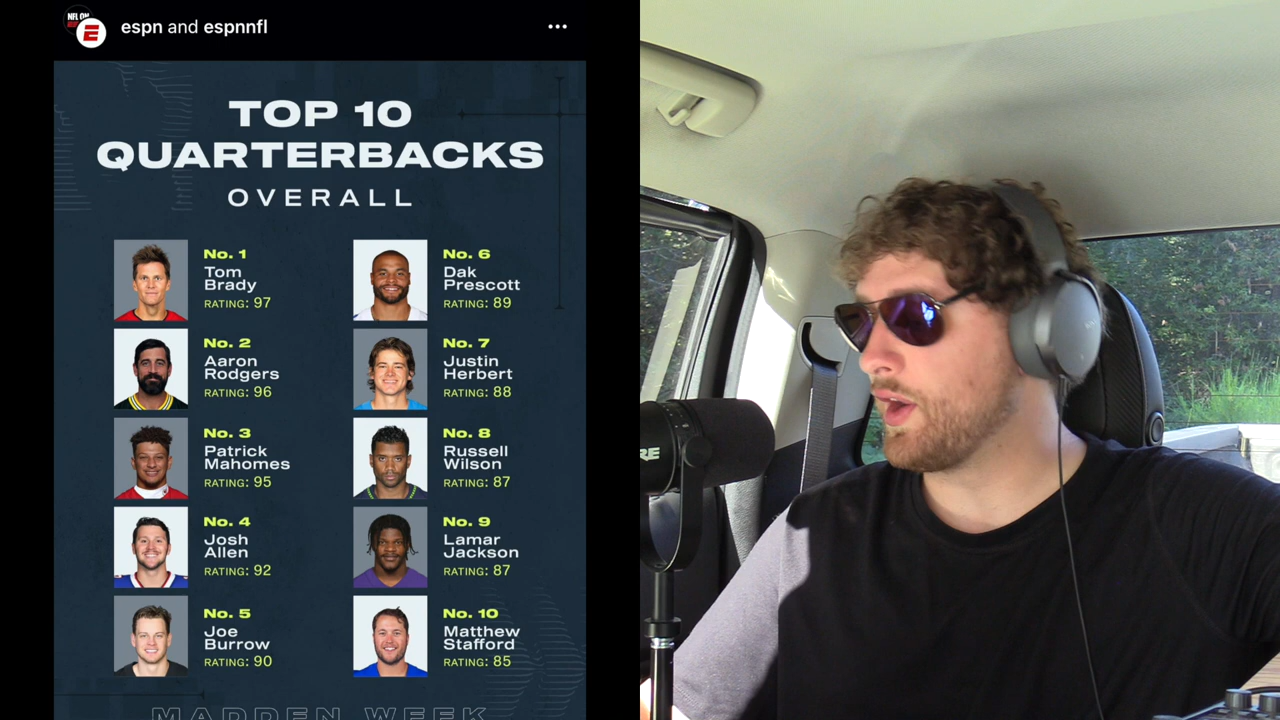 NFL ON
espn and espnnfl
TOP 10
QUARTERBACKS
OVERALL
No. 1
Tom
Brady
RATING: 97
No. 2
Aaron
Rodgers
RATING: 96
No. 3
Patrick
Mahomes
RATING: 95
No. 4
Josh
Allen
RATING: 92
No. 5
Joe
Burrow
RATING: 90
No. 6
Dak
Prescott
RATING: 89
No. 7
Justin
Herbert
RATING: 88
No. 8
Russell
Wilson
RATING: 87
No. 9
Lamar
Jackson
RATING: 87
No. 10
Matthew
Stafford
RATING: 85
MADDEN WEEK
RE